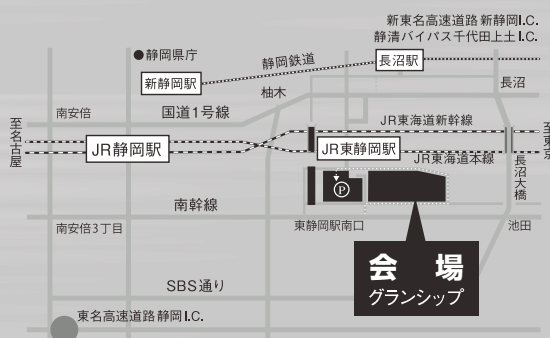 新東名高速道路 新静岡I.C.
静清バイパス千代田上土I.C.
●静岡県庁
静岡鉄道
長沼駅
新静岡駅
柚木
長沼
南安倍
国道1号線
JR東海道新幹線
至名古屋
JR静岡駅
JR東静岡駅
至東京
JR東海道本線
長沼大橋
P
南幹線
南安倍3丁目
東静岡駅南口
池田
会場
グランシップ
SBS通り
東名高速道路 静岡I.C.